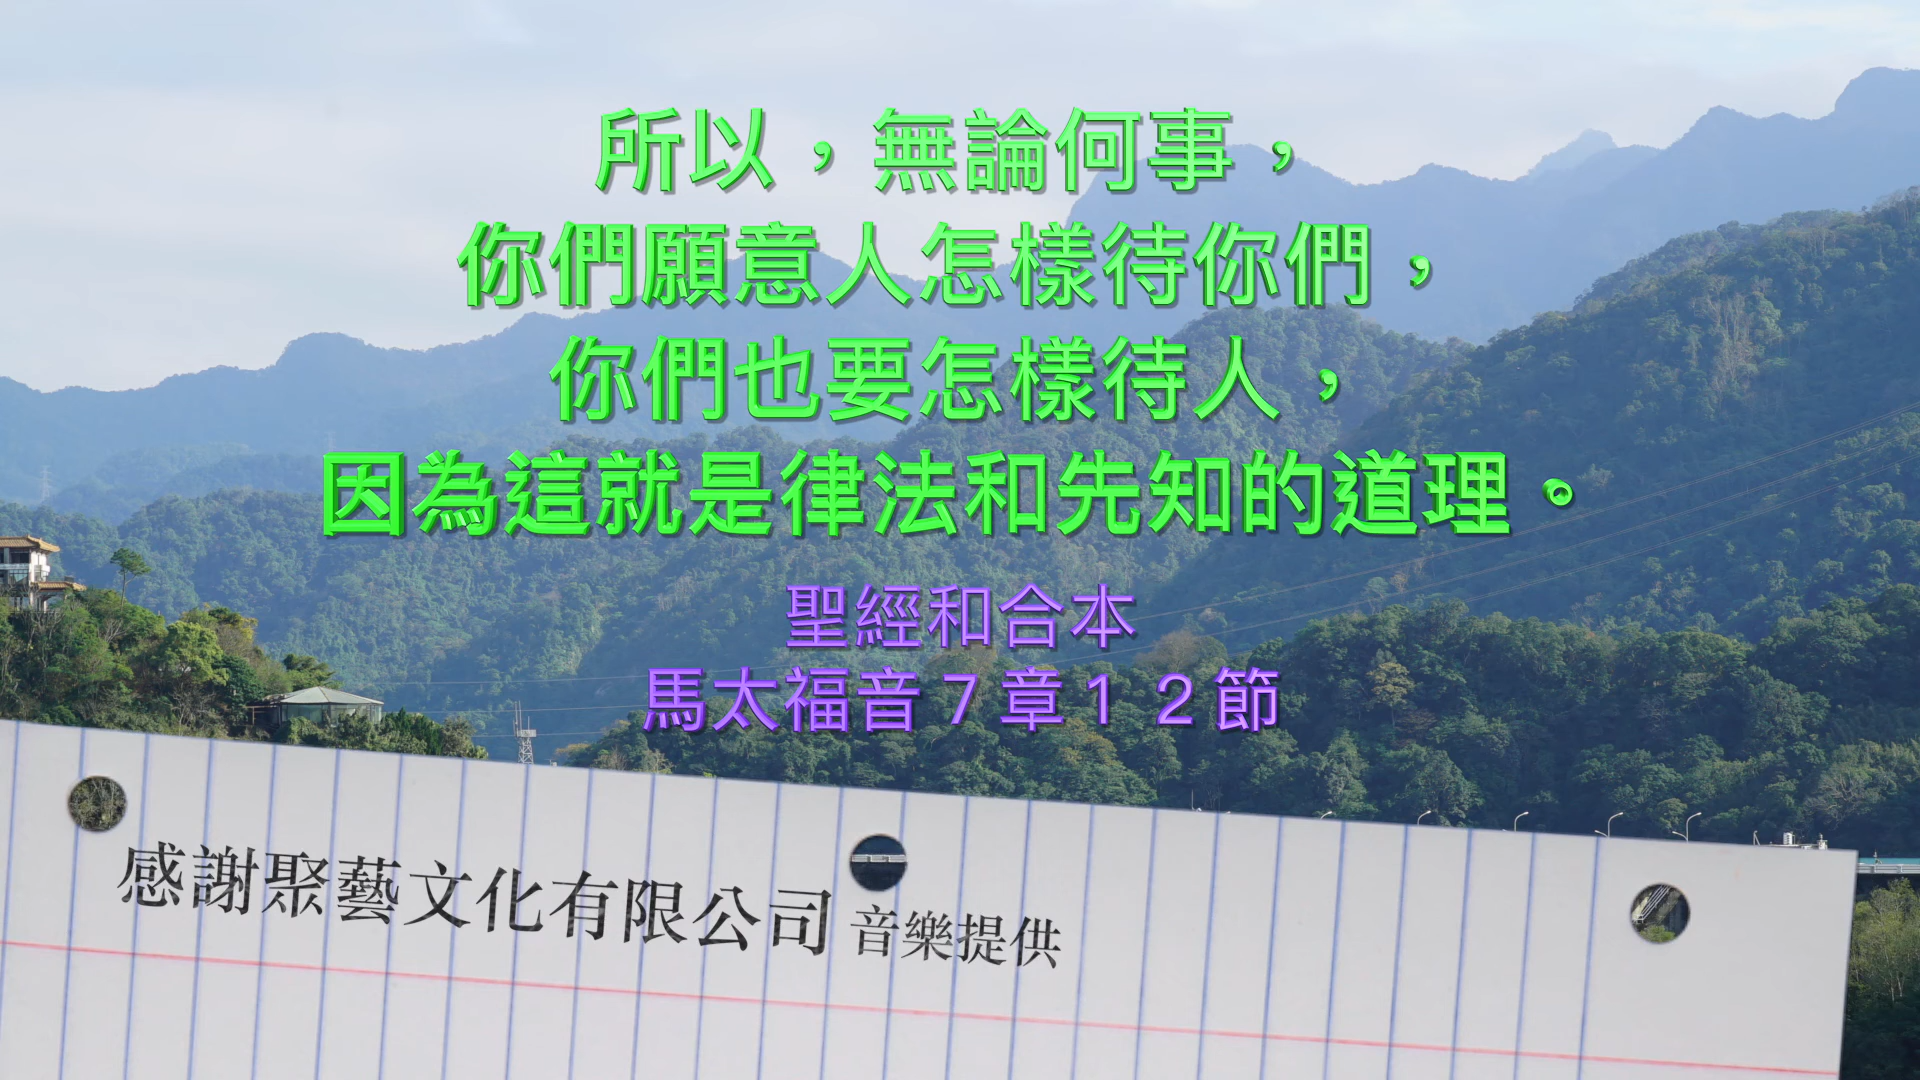 所以，無論何事，
你們願意人怎樣待你們，
你們也要怎樣待人，
因為這就是律法和先知的道理。
聖經和合本
馬太福音７章１２節
感謝聚藝文化有限公司 音樂提供